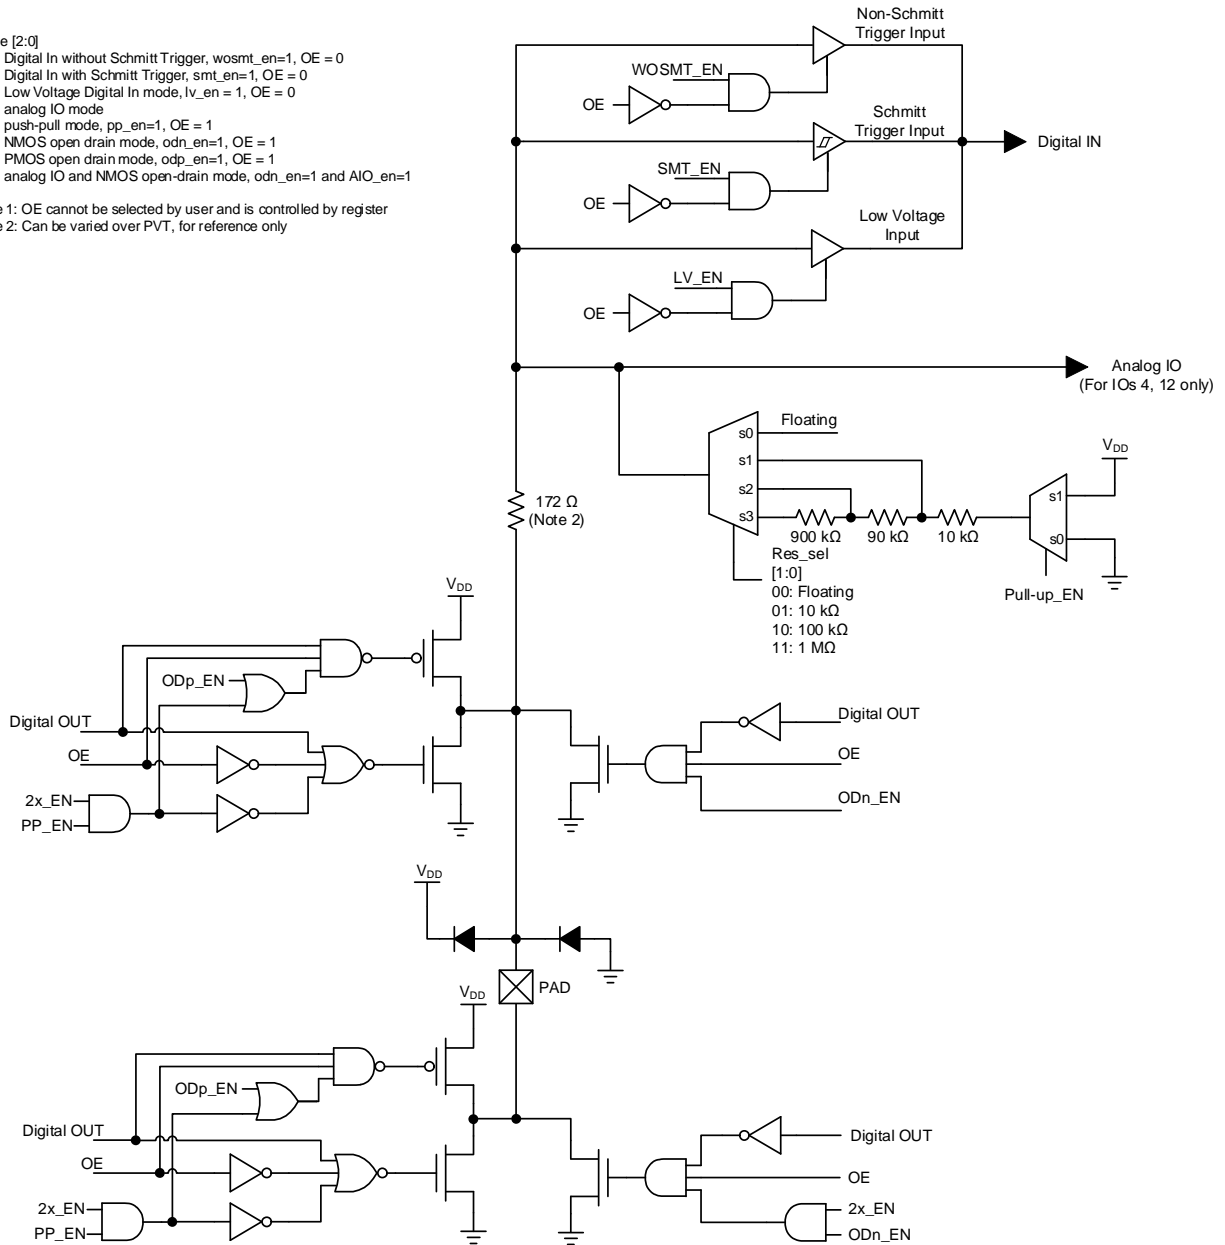 e [2:0]
Digital In without Schmitt Trigger, wosmt_en=1, OE = 0
Digital In with Schmitt Trigger, smt_en=1, OE = 0
Low Voltage Digital In mode, lv_en = 1, OE = 0
analog IO mode
push-pull mode, pp_en=1, OE = 1
NMOS open drain mode, odn_en=1, OE = 1
PMOS open drain mode, odp_en=1, OE = 1
analog IO and NMOS open-drain mode, odn_en=1 and AIO_en=1
e 1: OE cannot be selected by user and is controlled by register
e 2: Can be varied over PVT, for reference only
Non-Schmitt
Trigger Input
WOSMT_EN
OE
Schmitt
Trigger Input
Digital IN
SMT_EN
OE
Low Voltage
Input
LV_EN
OE
Analog IO
(For IOs 4, 12 only)
Floating
s0
s1
s2
s3
900 kΩ
90 kΩ
10 kΩ
VDD
s1
s0
Pull-up_EN
172 Ω
(Note 2)
Res_sel
[1:0]
00: Floating
01: 10 kΩ
10: 100 kΩ
11: 1 MΩ
VDD
ODp_EN
Digital OUT
OE
2x_EN
PP_EN
Digital OUT
OE
ODn_EN
VDD
PAD
VDD
ODp_EN
Digital OUT
OE
2x_EN
PP_EN
Digital OUT
OE
2x_EN
ODn_EN